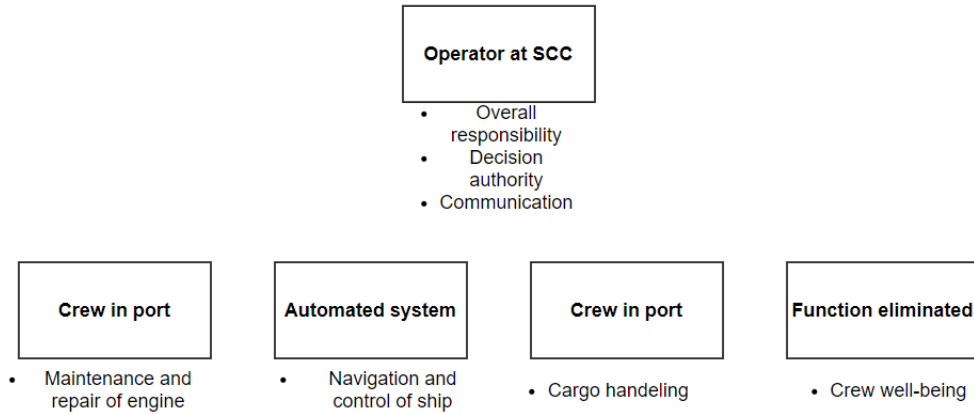 Operator at SCC
• Overall
responsibility
• Decision
authority
• Communication
Crew in port
Automated system
Crew in port
Function eliminated
• Maintenance and
repair of engine
• Navigation and
control of ship
• Cargo handeling
• Crew well-being